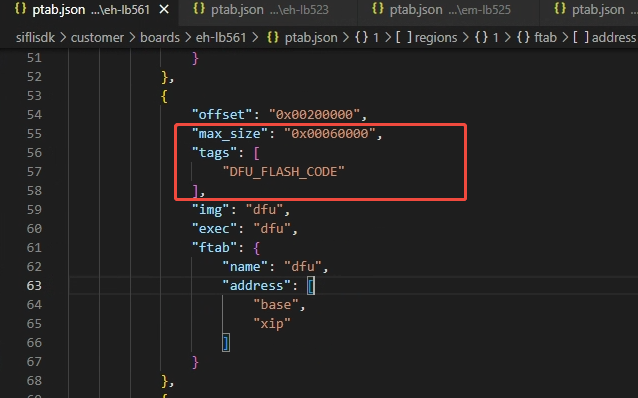 {} ptab.json ...\eh-lb561 × {} ptab.json ...\eh-lb523 {} ptab.json ...\em-lb525 {} ptab.json ...\em-lb
siflisdk > customer > boards > eh-lb561 > {} ptab.json > {} 1 > [ ] regions > {} 1 > {} ftab > [ ] address
51 }
52 },
53 {
54 "offset": "0x00200000",
55 "max_size": "0x00060000",
56 "tags": [
57 "DFU_FLASH_CODE"
58 ],
59 "img": "dfu",
60 "exec": "dfu",
61 "ftab": {
62 "name": "dfu",
63 "address": [
64 "base",
65 "xip"
66 ]
67 }
68 },